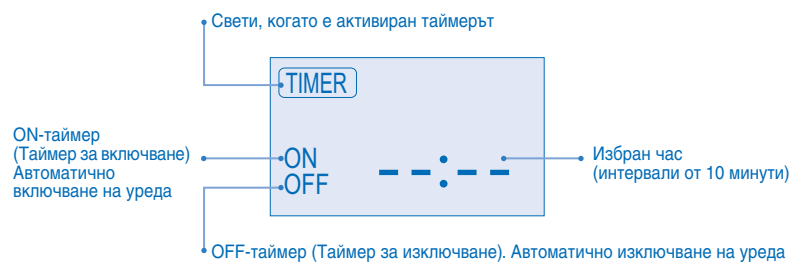 Свети, когато е активиран таймерът
TIMER
ON-таймер
(Таймер за включване)
Автоматично
включване на уреда
ON
OFF
--:--
Избран час
(интервали от 10 минути)
OFF-таймер (Таймер за изключване). Автоматично изключване на уреда